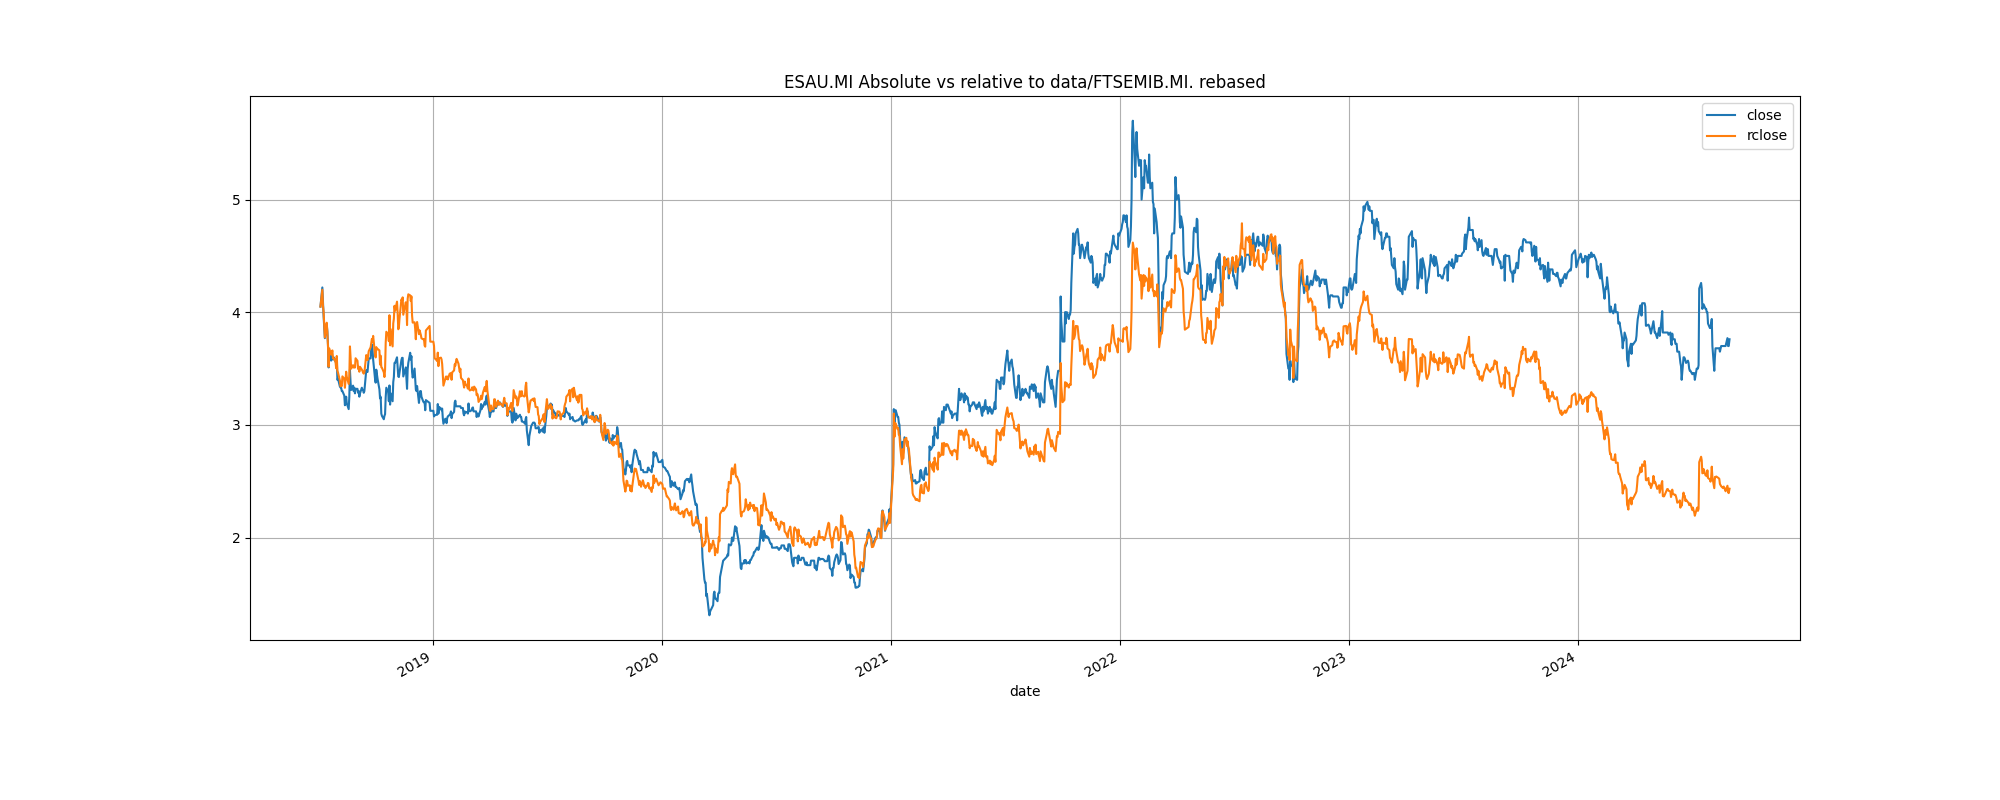 ESAU.MI Absolute vs relative to data/FTSEMIB.MI. rebased
close
rclose
5
4
3
2
2019
2020
2021
2022
2023
2024
date